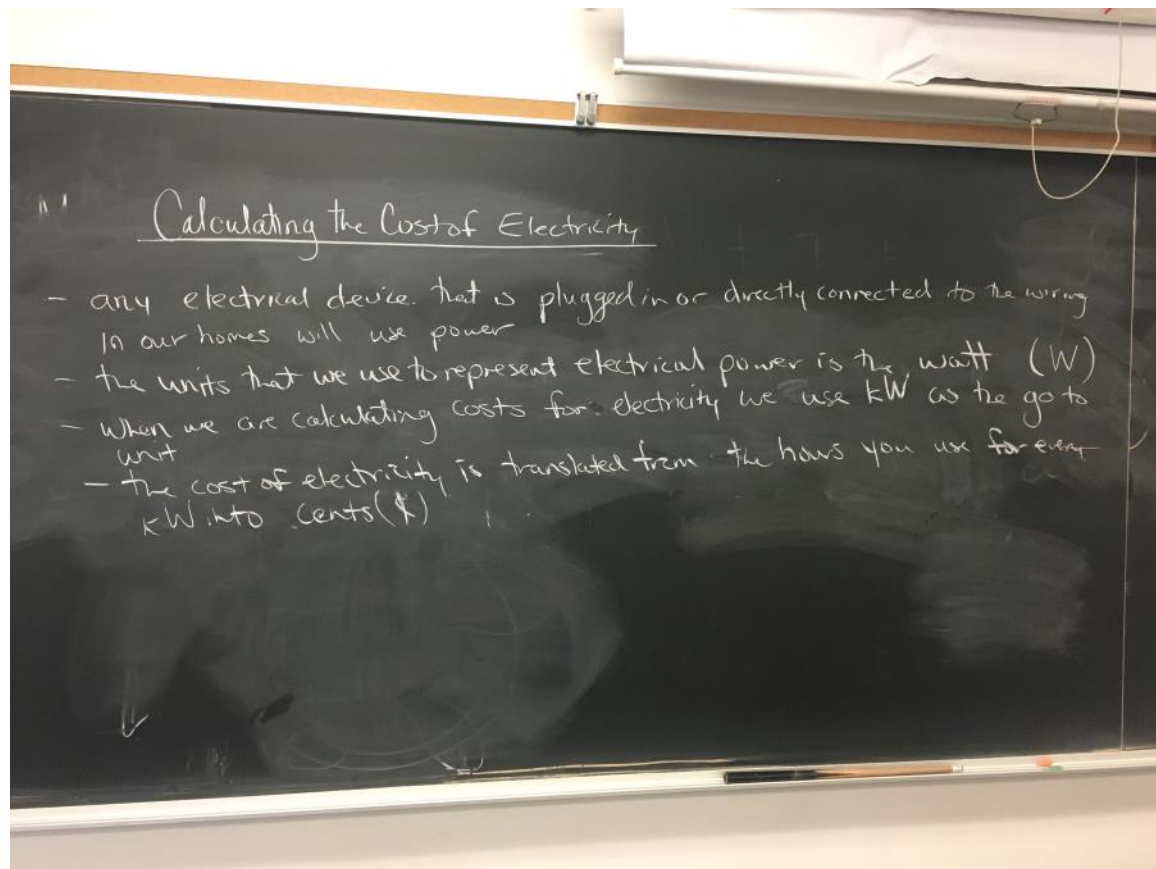 Calculating the Cost of Electricity
- any electrical device that is plugged in or directly connected to the wiring
in our homes will use power
- the units that we use to represent electrical power is the watt (W)
- when we are calculating costs for electricity we use kW as the go to
unit
- the cost of electricity is translated from the hours you use for every
kW into cents (¢)